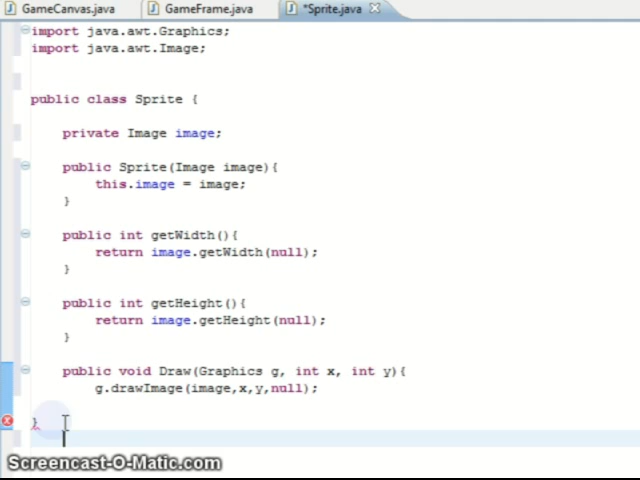 GameCanvas.java GameFrame.java *Sprite.java
import java.awt.Graphics;
import java.awt.Image;
public class Sprite {
private Image image;
public Sprite(Image image){
this.image = image;
}
public int getWidth(){
return image.getWidth(null);
}
public int getHeight(){
return image.getHeight(null);
}
public void Draw(Graphics g, int x, int y){
g.drawImage(image,x,y,null);
}
Screencast-O-Matic.com